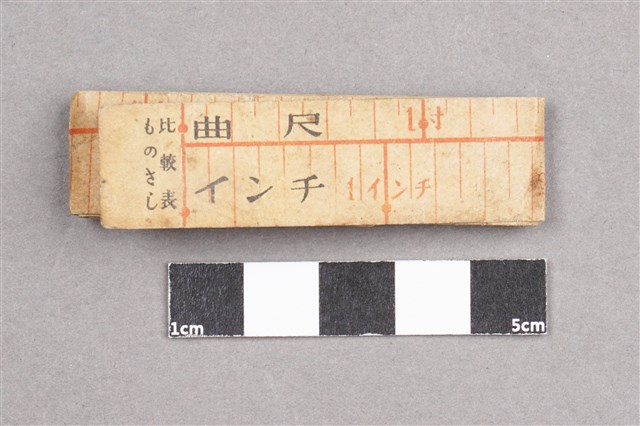 ものさし
比較表
曲尺 1寸
インチ 1インチ
1cm 5cm